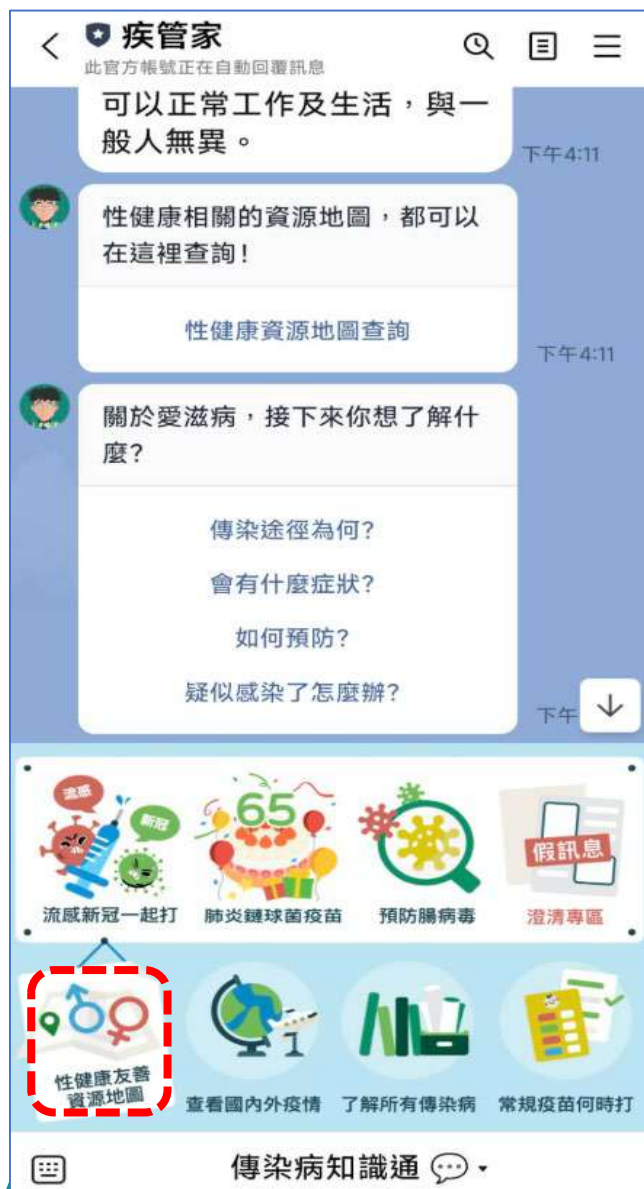 疾管家
此官方帳號正在自動回覆訊息
可以正常工作及生活，與一
般人無異。
下午4:11
性健康相關的資源地圖，都可以
在這裡查詢!
性健康資源地圖查詢
下午4:11
關於愛滋病，接下來你想了解什
麼?
傳染途徑為何?
會有什麼症狀?
如何預防?
疑似感染了怎麼辦?
下午
流感
新冠
流感新冠一起打
65
肺炎鏈球菌疫苗
預防腸病毒
假訊息
澄清專區
性健康友善
資源地圖
查看國內外疫情
了解所有傳染病
常規疫苗何時打
傳染病知識通